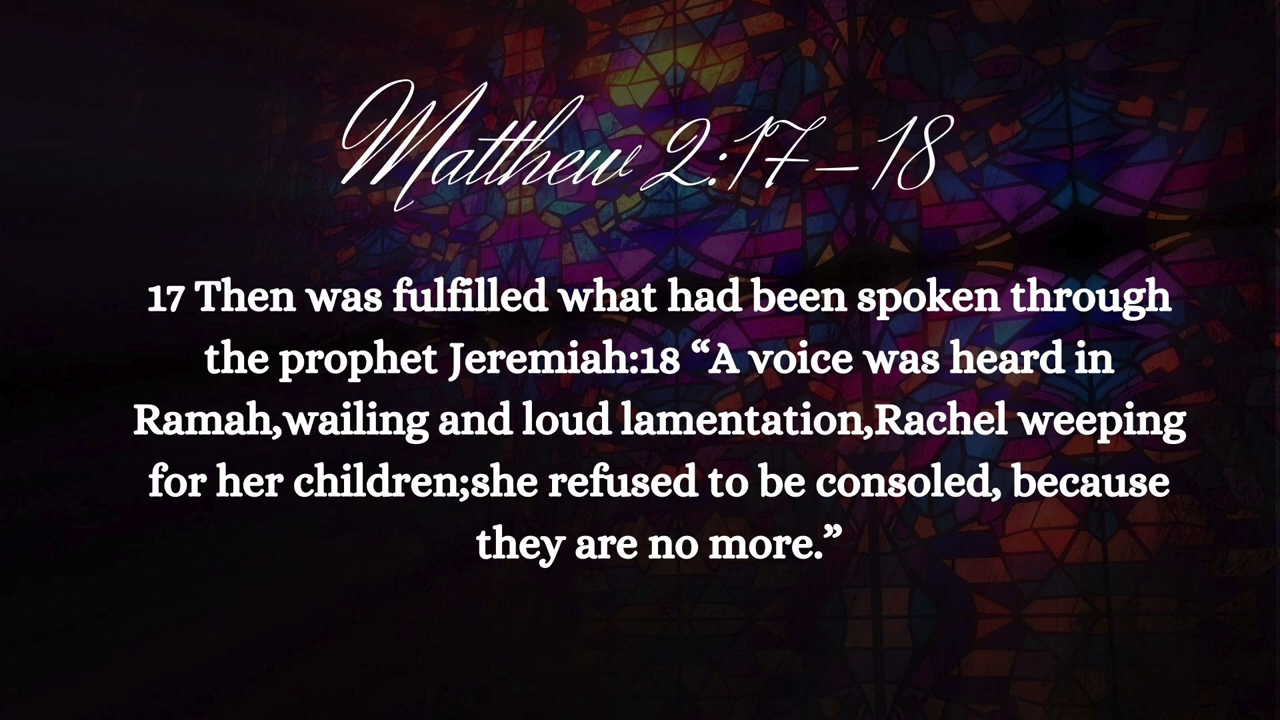 Matthew 2:17–18
17 Then was fulfilled what had been spoken through
the prophet Jeremiah:18 “A voice was heard in
Ramah,wailing and loud lamentation,Rachel weeping
for her children;she refused to be consoled, because
they are no more.”